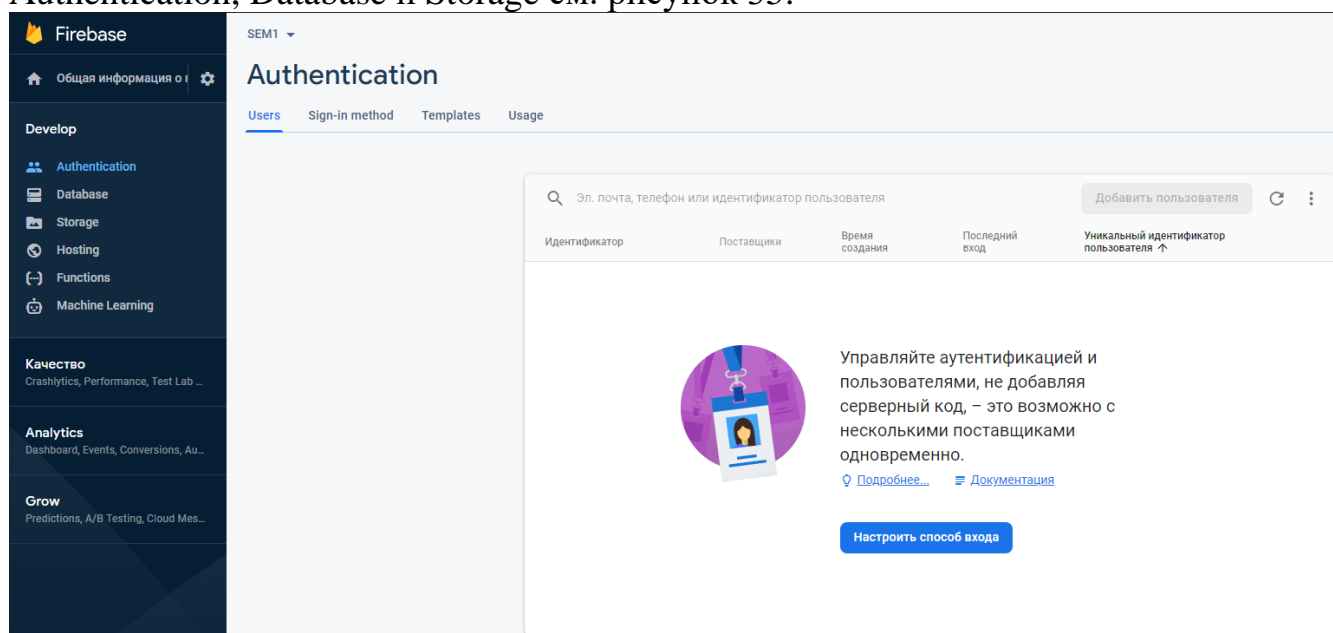 Authentication, Database и Storage см. рисунок 35.
Firebase
SEM1
Общая информация о
Authentication
Users Sign-in method Templates Usage
Develop
Authentication
Database
Storage
Hosting
Functions
Machine Learning
Качество
Crashlytics, Performance, Test Lab ...
Analytics
Dashboard, Events, Conversions, Au...
Grow
Predictions, A/B Testing, Cloud Mes...
Эл. почта, телефон или идентификатор пользователя
Добавить пользователя
Идентификатор
Поставщики
Время
создания
Последний
вход
Уникальный идентификатор
пользователя ↑
Управляйте аутентификацией и
пользователями, не добавляя
серверный код, – это возможно с
несколькими поставщиками
одновременно.
Подробнее... Документация
Настроить способ входа